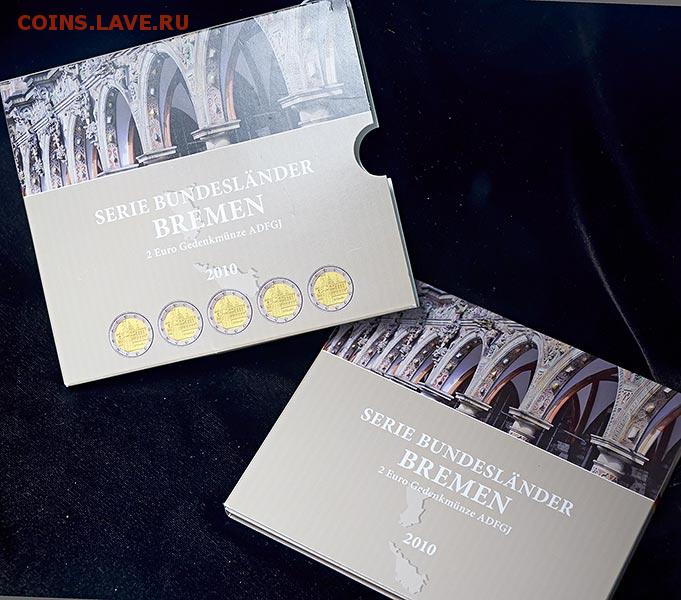 COINS.LAVE.RU
SERIE BUNDESLÄNDER
BREMEN
2 Euro Gedenkmünze ADFGJ
2010
SERIE BUNDESLÄNDER
BREMEN
2 Euro Gedenkmünze ADFGJ
2010